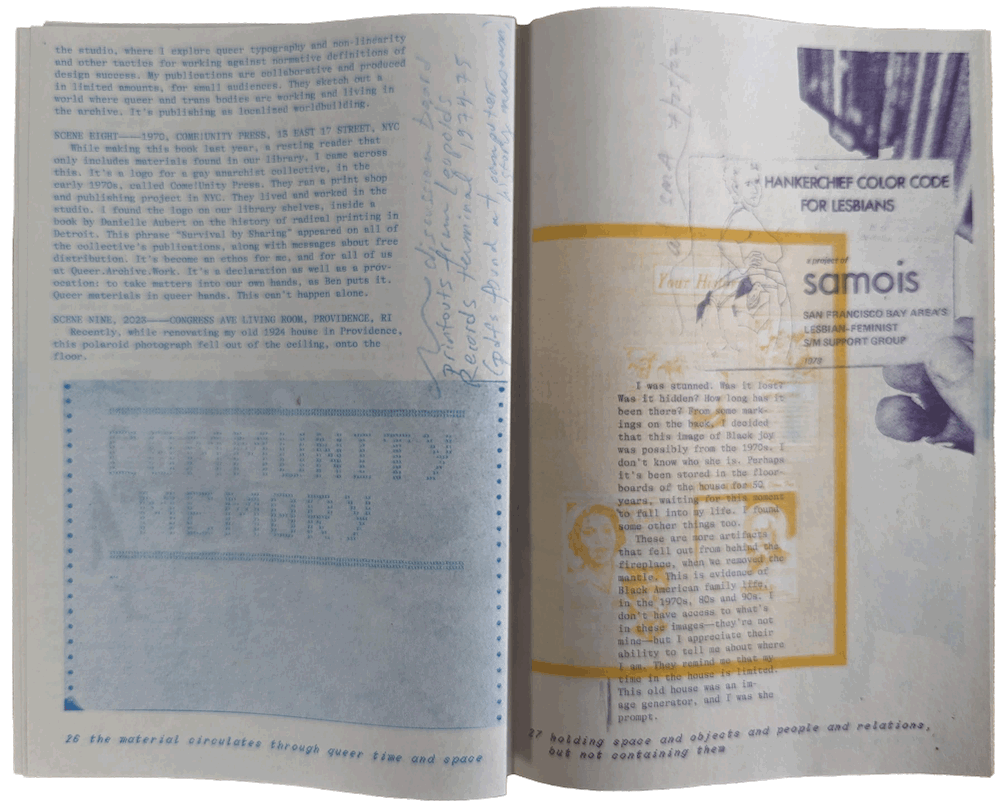 the studio, where I explore queer typography and non-linearity
and other tactics for working against normative definitions of
design success. My publications are collaborative and produced
in limited amounts, for small audiences. They sketch out a
world where queer and trans bodies are working and living in
the archive. It's publishing as localized worldbuilding.
SCENE EIGHT——1970, COME!UNITY PRESS, 13 EAST 17 STREET, NYC
While making this book last year, a rusting reader that
only includes materials found in our library, I came across
this. It's a logo for a gay anarchist collective, in the
early 1970s, called Come!Unity Press. They ran a print shop
and publishing project in NYC. They lived and worked in the
studio. I found the logo on our library shelves, inside a
book by Danielle Aubert on the history of radical printing in
Detroit. This phrase "Survival by Sharing" appeared on all of
the collective's publications, along with messages about free
distribution. It's become an ethos for me, and for all of us
at Queer.Archive.Work. It's a declaration as well as a prov-
ocation: to take matters into our own hands, as Ben puts it.
Queer materials in queer hands. This can't happen alone.
SCENE NINE, 2023——CONGRESS AVE LIVING ROOM, PROVIDENCE, RI
Recently, while renovating my old 1924 house in Providence,
this polaroid photograph fell out of the ceiling, onto the
floor.
discussion based
printouts from Leopolds
Records terminal, 1974-75
COMMUNITY
MEMORY
26 the material circulates through queer time and space
HANKERCHIEF COLOR CODE
FOR LESBIANS
a project of
samois
SAN FRANCISCO BAY AREA'S
LESBIAN-FEMINIST
S/M SUPPORT GROUP
Your
I was stunned. Was it lost?
Was it hidden? How long has it
been there? From some mark-
ings on the back, I decided
that this image of Black joy
was possibly from the 1970s. I
don't know who she is. Perhaps
it's been stored in the floor-
boards of the house for 50
years, waiting for this moment
to fall into my life. I found
some other things too.
These are more artifacts
that fell out from behind the
fireplace, when we removed the
mantle. This is evidence of
Black American family life
in the 1970s, 80s and 90s. I
don't have access to what's
in these images—they're not
mine—but I appreciate their
ability to tell me about where
I am. They remind me that my
time in the house is limited.
This old house was an im-
age generator, and I was the
prompt.
27 holding space and objects and people and relations,
but not containing them